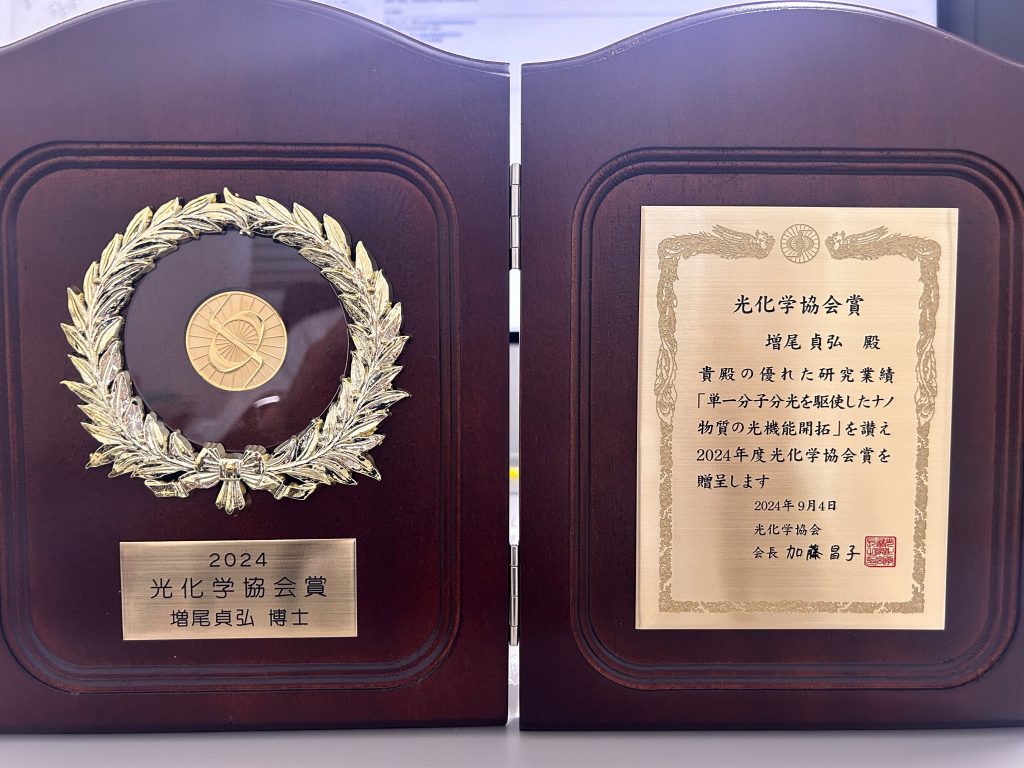 2024
光化学協会賞
増尾貞弘 博士
光化学協会賞
増尾 貞弘 殿
貴殿の優れた研究業績
「単一分子分光を駆使したナノ
物質の光機能開拓」を讃え
2024年度光化学協会賞を
贈呈します
2024年9月4日
光化学協会
会長 加藤昌子